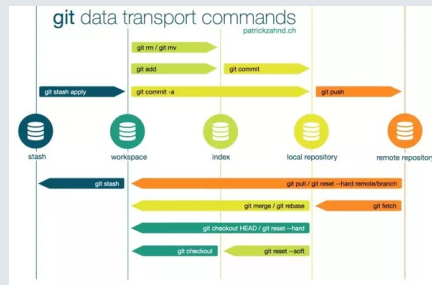 git data transport commands
patrickzahnd.ch
git rm / git mv
git add
git commit
git stash apply
git commit -a
git push
stash
workspace
index
local repository
remote repository
git stash
git pull / git reset --hard remote/branch
git merge / git rebase
git fetch
git checkout HEAD / git reset --hard
git checkout
git reset --soft